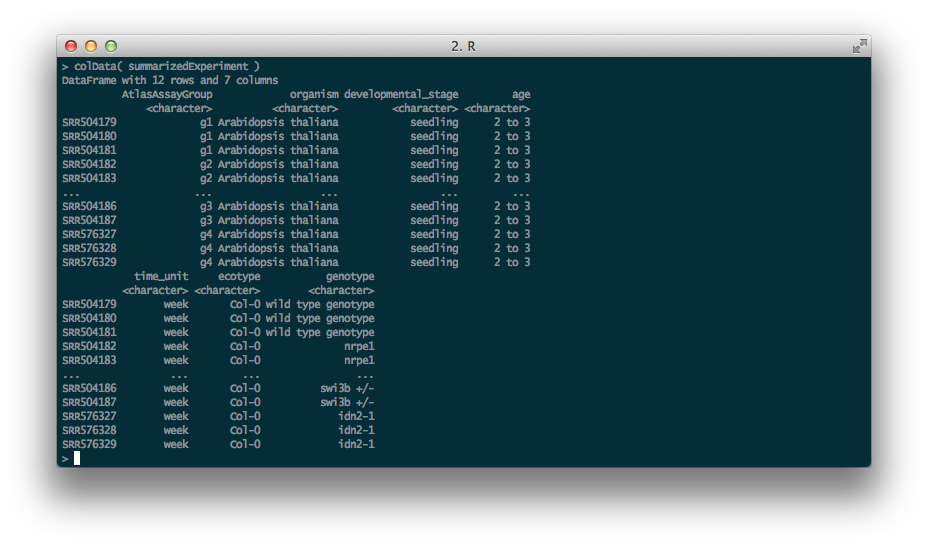 2. R
> colData( summarizedExperiment )
DataFrame with 12 rows and 7 columns
AtlasAssayGroup organism developmental_stage age
<character> <character> <character> <character>
SRR504179 g1 Arabidopsis thaliana seedling 2 to 3
SRR504180 g1 Arabidopsis thaliana seedling 2 to 3
SRR504181 g1 Arabidopsis thaliana seedling 2 to 3
SRR504182 g2 Arabidopsis thaliana seedling 2 to 3
SRR504183 g2 Arabidopsis thaliana seedling 2 to 3
... ... ... ... ...
SRR504186 g3 Arabidopsis thaliana seedling 2 to 3
SRR504187 g3 Arabidopsis thaliana seedling 2 to 3
SRR576327 g4 Arabidopsis thaliana seedling 2 to 3
SRR576328 g4 Arabidopsis thaliana seedling 2 to 3
SRR576329 g4 Arabidopsis thaliana seedling 2 to 3
time_unit ecotype genotype
<character> <character> <character>
SRR504179 week Col-0 wild type genotype
SRR504180 week Col-0 wild type genotype
SRR504181 week Col-0 wild type genotype
SRR504182 week Col-0 nrpe1
SRR504183 week Col-0 nrpe1
... ... ... ...
SRR504186 week Col-0 swi3b +/-
SRR504187 week Col-0 swi3b +/-
SRR576327 week Col-0 idn2-1
SRR576328 week Col-0 idn2-1
SRR576329 week Col-0 idn2-1
>